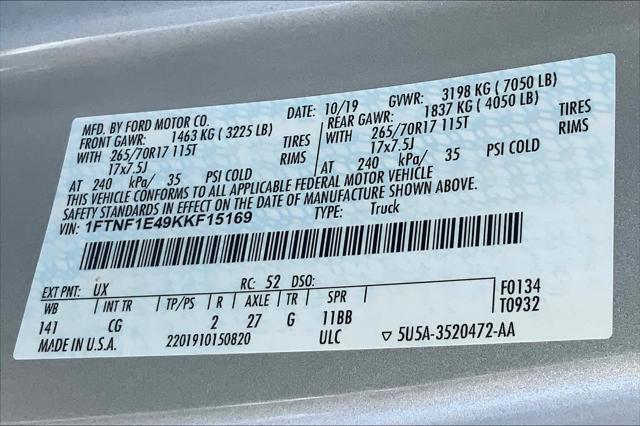 MFD. BY FORD MOTOR CO. DATE: 10/19 GVWR: 3198 KG ( 7050 LB)
FRONT GAWR: 1463 KG ( 3225 LB) REAR GAWR: 1837 KG ( 4050 LB)
WITH 265/70R17 115T TIRES WITH 265/70R17 115T TIRES
17x7.5J RIMS 17x7.5J RIMS
AT 240 kPa/ 35 PSI COLD AT 240 kPa/ 35 PSI COLD
THIS VEHICLE CONFORMS TO ALL APPLICABLE FEDERAL MOTOR VEHICLE
SAFETY STANDARDS IN EFFECT ON THE DATE OF MANUFACTURE SHOWN ABOVE.
VIN: 1FTNF1E49KKF15169 TYPE: Truck
EXT PNT: UX RC: 52 DSO: F0134
WB INT TR TP/PS R AXLE TR SPR T0932
141 CG 2 27 G 11BB
MADE IN U.S.A. 2201910150820 ULC ▽ 5U5A-3520472-AA